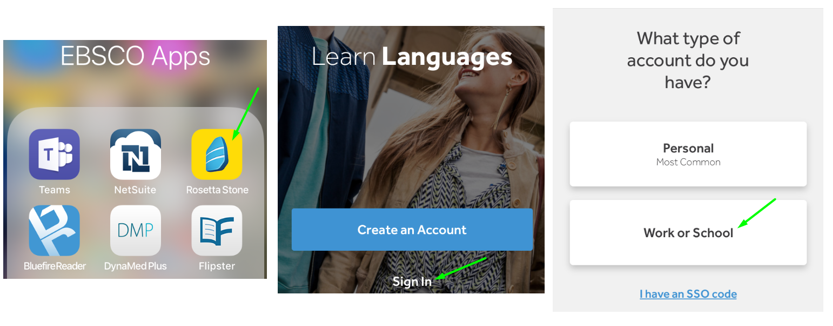 EBSCO Apps
Teams
NetSuite
Rosetta Stone
BluefireReader
DMP
DynaMed Plus
Flipster
Learn Languages
Create an Account
Sign In
What type of
account do you
have?
Personal
Most Common
Work or School
I have an SSO code